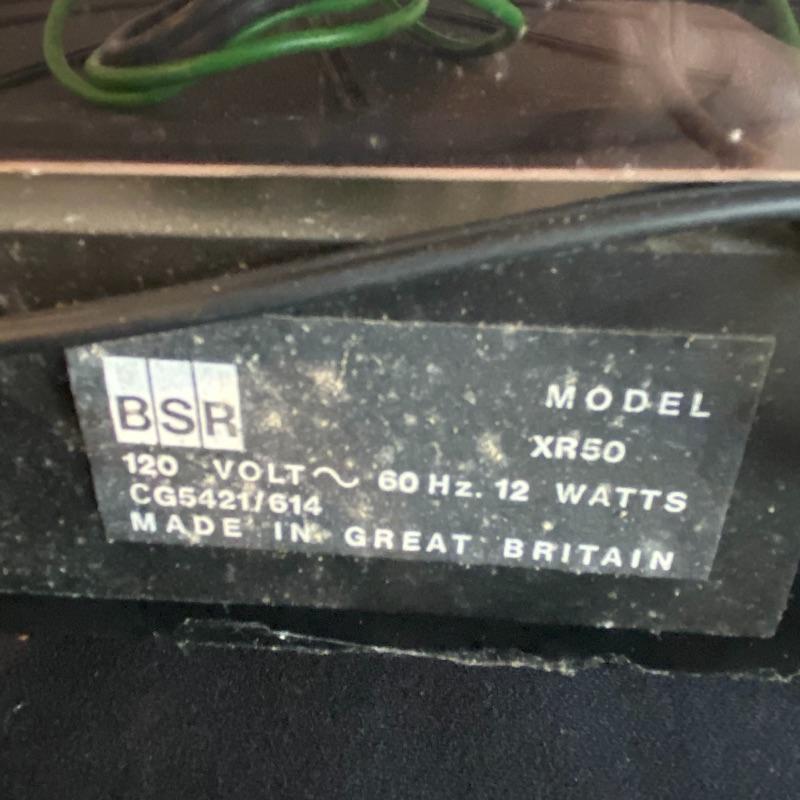 BSR
MODEL
XR50
120 VOLT~ 60 Hz. 12 WATTS
CG5421/614
MADE IN GREAT BRITAIN